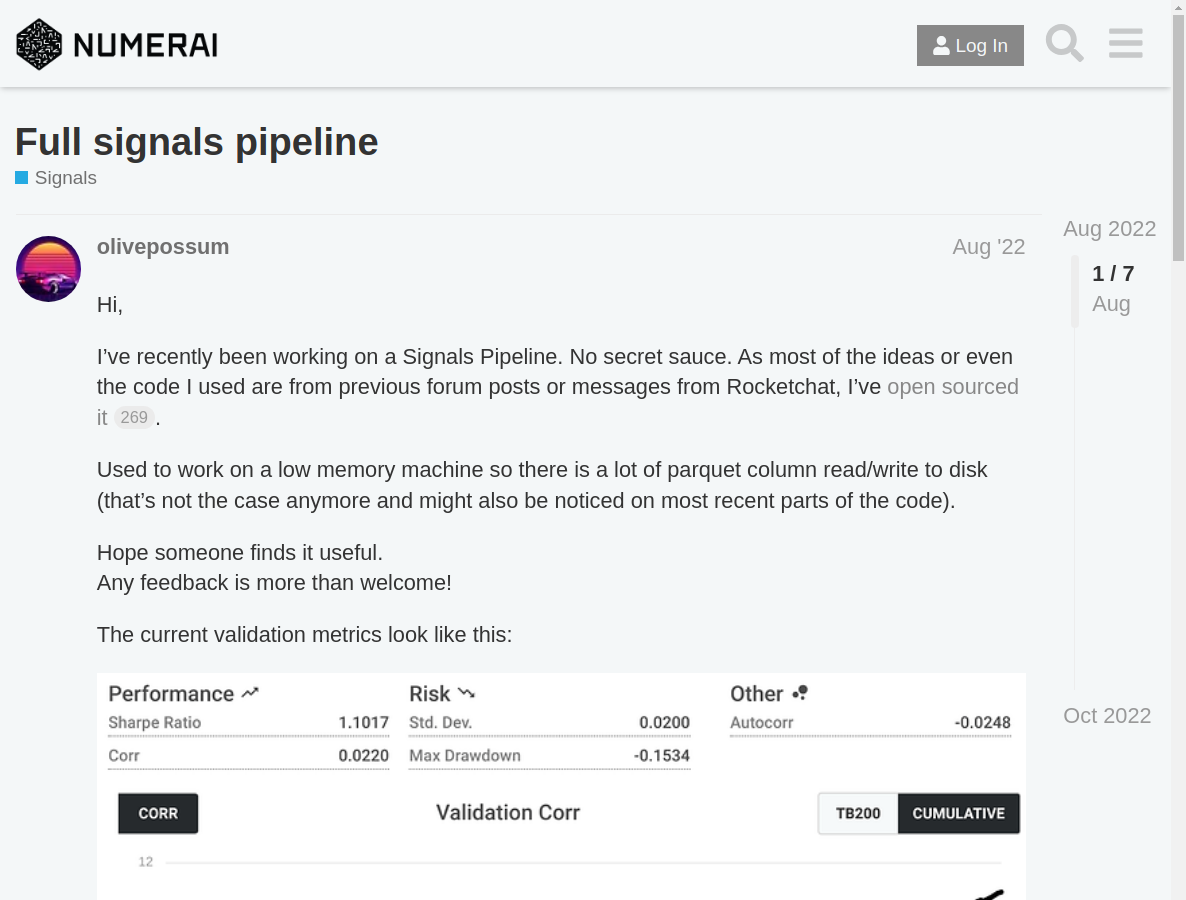 NUMERAI
Log In
Full signals pipeline
Signals
olivepossum
Aug '22
Hi,
I’ve recently been working on a Signals Pipeline. No secret sauce. As most of the ideas or even
the code I used are from previous forum posts or messages from Rocketchat, I’ve open sourced
it 269.
Used to work on a low memory machine so there is a lot of parquet column read/write to disk
(that’s not the case anymore and might also be noticed on most recent parts of the code).
Hope someone finds it useful.
Any feedback is more than welcome!
The current validation metrics look like this:
Performance
Sharpe Ratio 1.1017
Corr 0.0220
Risk
Std. Dev. 0.0200
Max Drawdown -0.1534
Other
Autocorr -0.0248
CORR
Validation Corr
TB200 CUMULATIVE
12
Aug 2022
1 / 7
Aug
Oct 2022